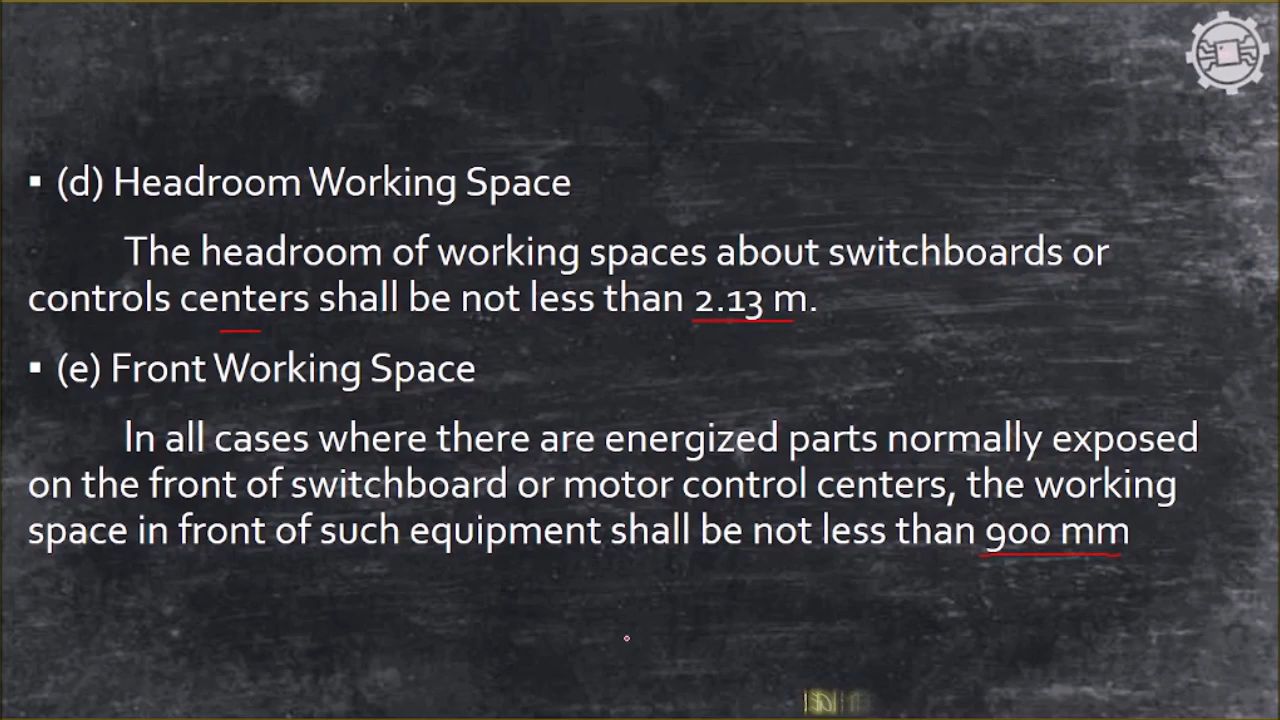 ▪ (d) Headroom Working Space
The headroom of working spaces about switchboards or
controls centers shall be not less than 2.13 m.
▪ (e) Front Working Space
In all cases where there are energized parts normally exposed
on the front of switchboard or motor control centers, the working
space in front of such equipment shall be not less than 900 mm